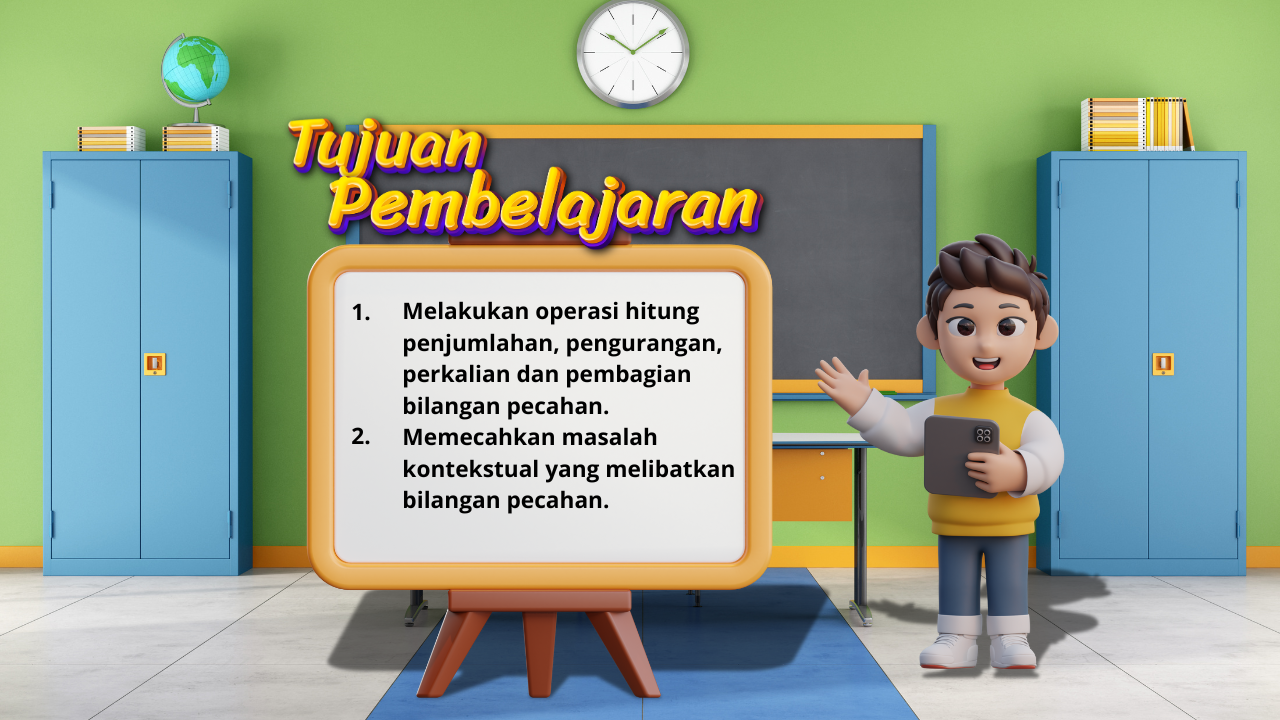 Tujuan
Pembelajaran
1. Melakukan operasi hitung
penjumlahan, pengurangan,
perkalian dan pembagian
bilangan pecahan.
2. Memecahkan masalah
kontekstual yang melibatkan
bilangan pecahan.